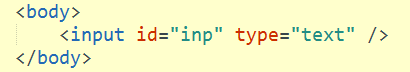 <body>
    <input id="inp" type="text" />
</body>